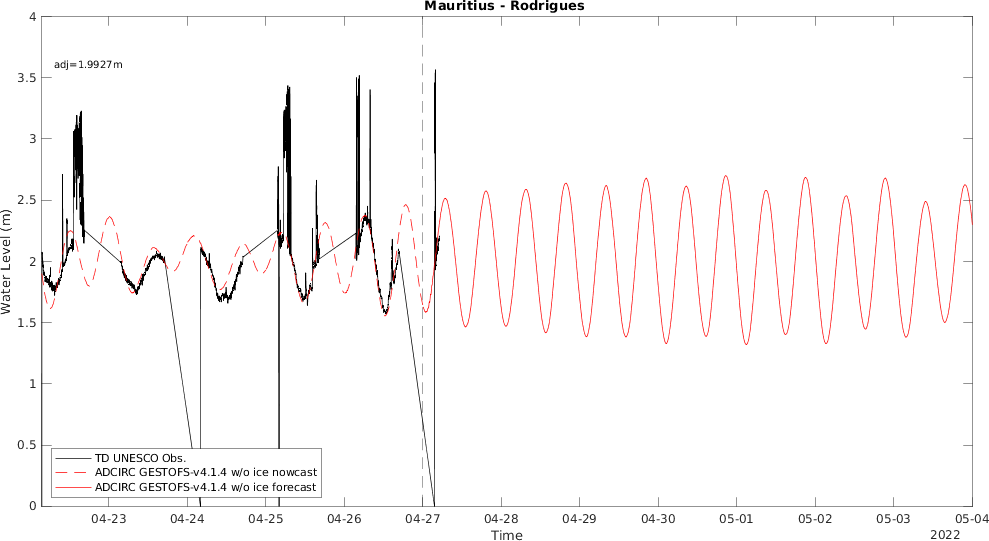 Mauritius - Rodrigues
adj=1.9927m
Water Level (m)
4
3.5
3
2.5
2
1.5
1
0.5
0
TD UNESCO Obs.
ADCIRC GESTOFS-v4.1.4 w/o ice nowcast
ADCIRC GESTOFS-v4.1.4 w/o ice forecast
04-23 04-24 04-25 04-26 04-27 04-28 04-29 04-30 05-01 05-02 05-03 05-04
Time
2022